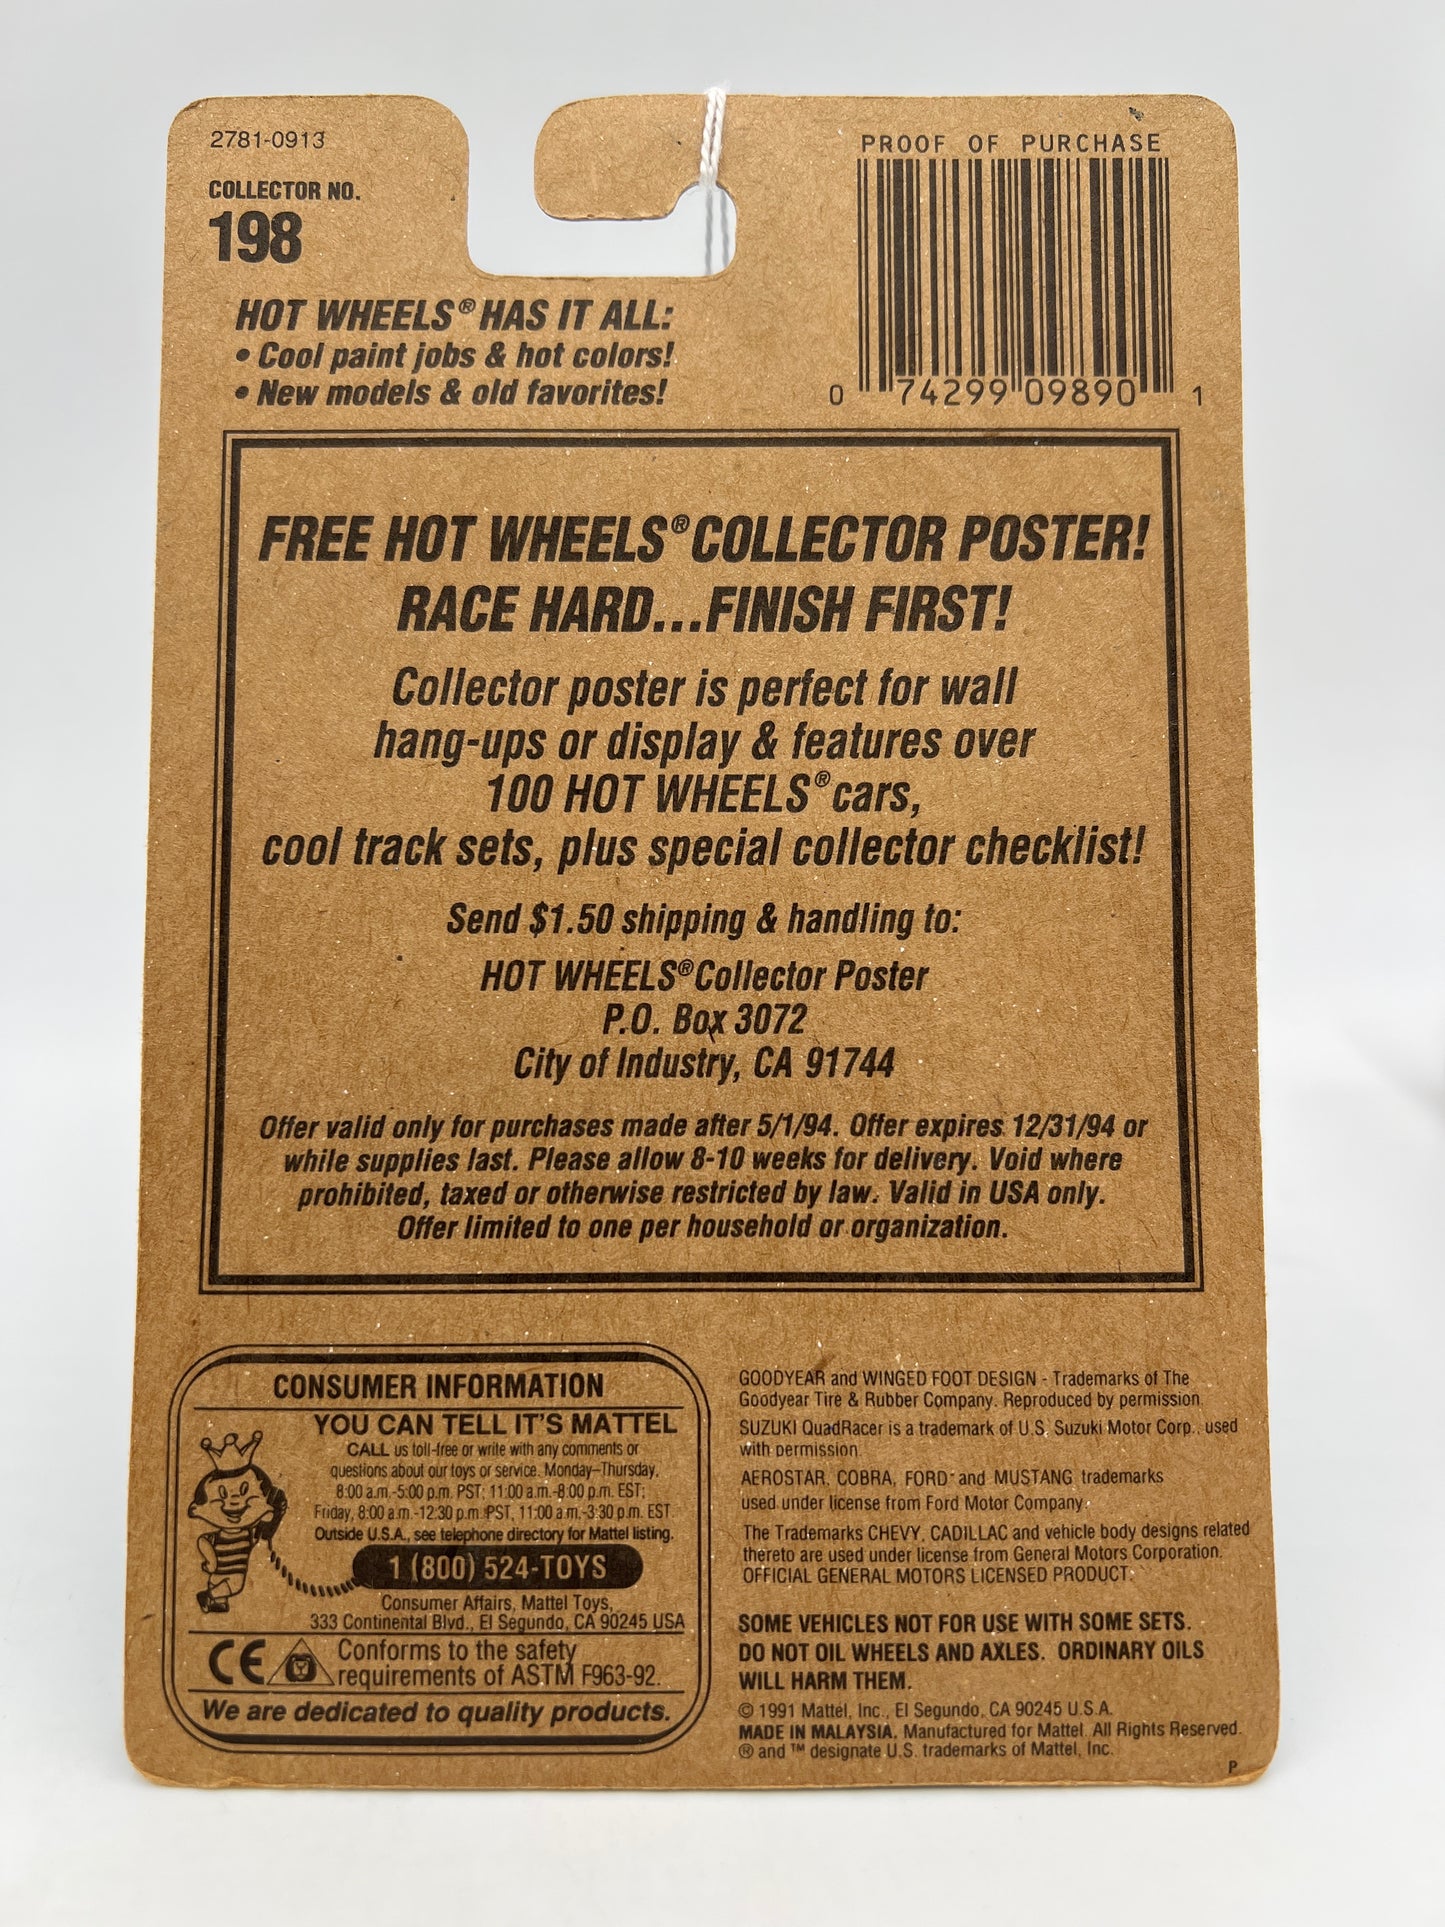 2781-0913
COLLECTOR NO.
198
PROOF OF PURCHASE
0 74299 09890 1
HOT WHEELS® HAS IT ALL:
• Cool paint jobs & hot colors!
• New models & old favorites!
FREE HOT WHEELS® COLLECTOR POSTER!
RACE HARD...FINISH FIRST!
Collector poster is perfect for wall
hang-ups or display & features over
100 HOT WHEELS® cars,
cool track sets, plus special collector checklist!
Send $1.50 shipping & handling to:
HOT WHEELS® Collector Poster
P.O. Box 3072
City of Industry, CA 91744
Offer valid only for purchases made after 5/1/94. Offer expires 12/31/94 or
while supplies last. Please allow 8-10 weeks for delivery. Void where
prohibited, taxed or otherwise restricted by law. Valid in USA only.
Offer limited to one per household or organization.
CONSUMER INFORMATION
YOU CAN TELL IT'S MATTEL
CALL us toll-free or write with any comments or
questions about our toys or service. Monday–Thursday,
8:00 a.m.-5:00 p.m. PST; 11:00 a.m.-8:00 p.m. EST;
Friday, 8:00 a.m.-12:30 p.m. PST, 11:00 a.m.-3:30 p.m. EST.
Outside U.S.A., see telephone directory for Mattel listing.
1 (800) 524-TOYS
Consumer Affairs, Mattel Toys,
333 Continental Blvd., El Segundo, CA 90245 USA
CE Conforms to the safety
requirements of ASTM F963-92.
We are dedicated to quality products.
GOODYEAR and WINGED FOOT DESIGN - Trademarks of The
Goodyear Tire & Rubber Company. Reproduced by permission.
SUZUKI QuadRacer is a trademark of U.S. Suzuki Motor Corp., used
with permission.
AEROSTAR, COBRA, FORD and MUSTANG trademarks
used under license from Ford Motor Company.
The Trademarks CHEVY, CADILLAC and vehicle body designs related
thereto are used under license from General Motors Corporation.
OFFICIAL GENERAL MOTORS LICENSED PRODUCT.
SOME VEHICLES NOT FOR USE WITH SOME SETS.
DO NOT OIL WHEELS AND AXLES. ORDINARY OILS
WILL HARM THEM.
© 1991 Mattel, Inc., El Segundo, CA 90245 U.S.A.
MADE IN MALAYSIA. Manufactured for Mattel. All Rights Reserved.
® and ™ designate U.S. trademarks of Mattel, Inc.
P